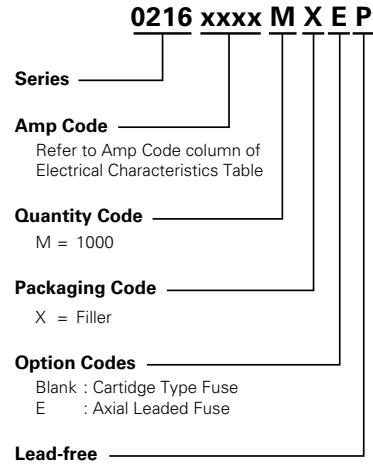 0216 xxxx M X E P
Series
Amp Code
Refer to Amp Code column of
Electrical Characteristics Table
Quantity Code
M = 1000
Packaging Code
X = Filler
Option Codes
Blank : Cartidge Type Fuse
E : Axial Leaded Fuse
Lead-free